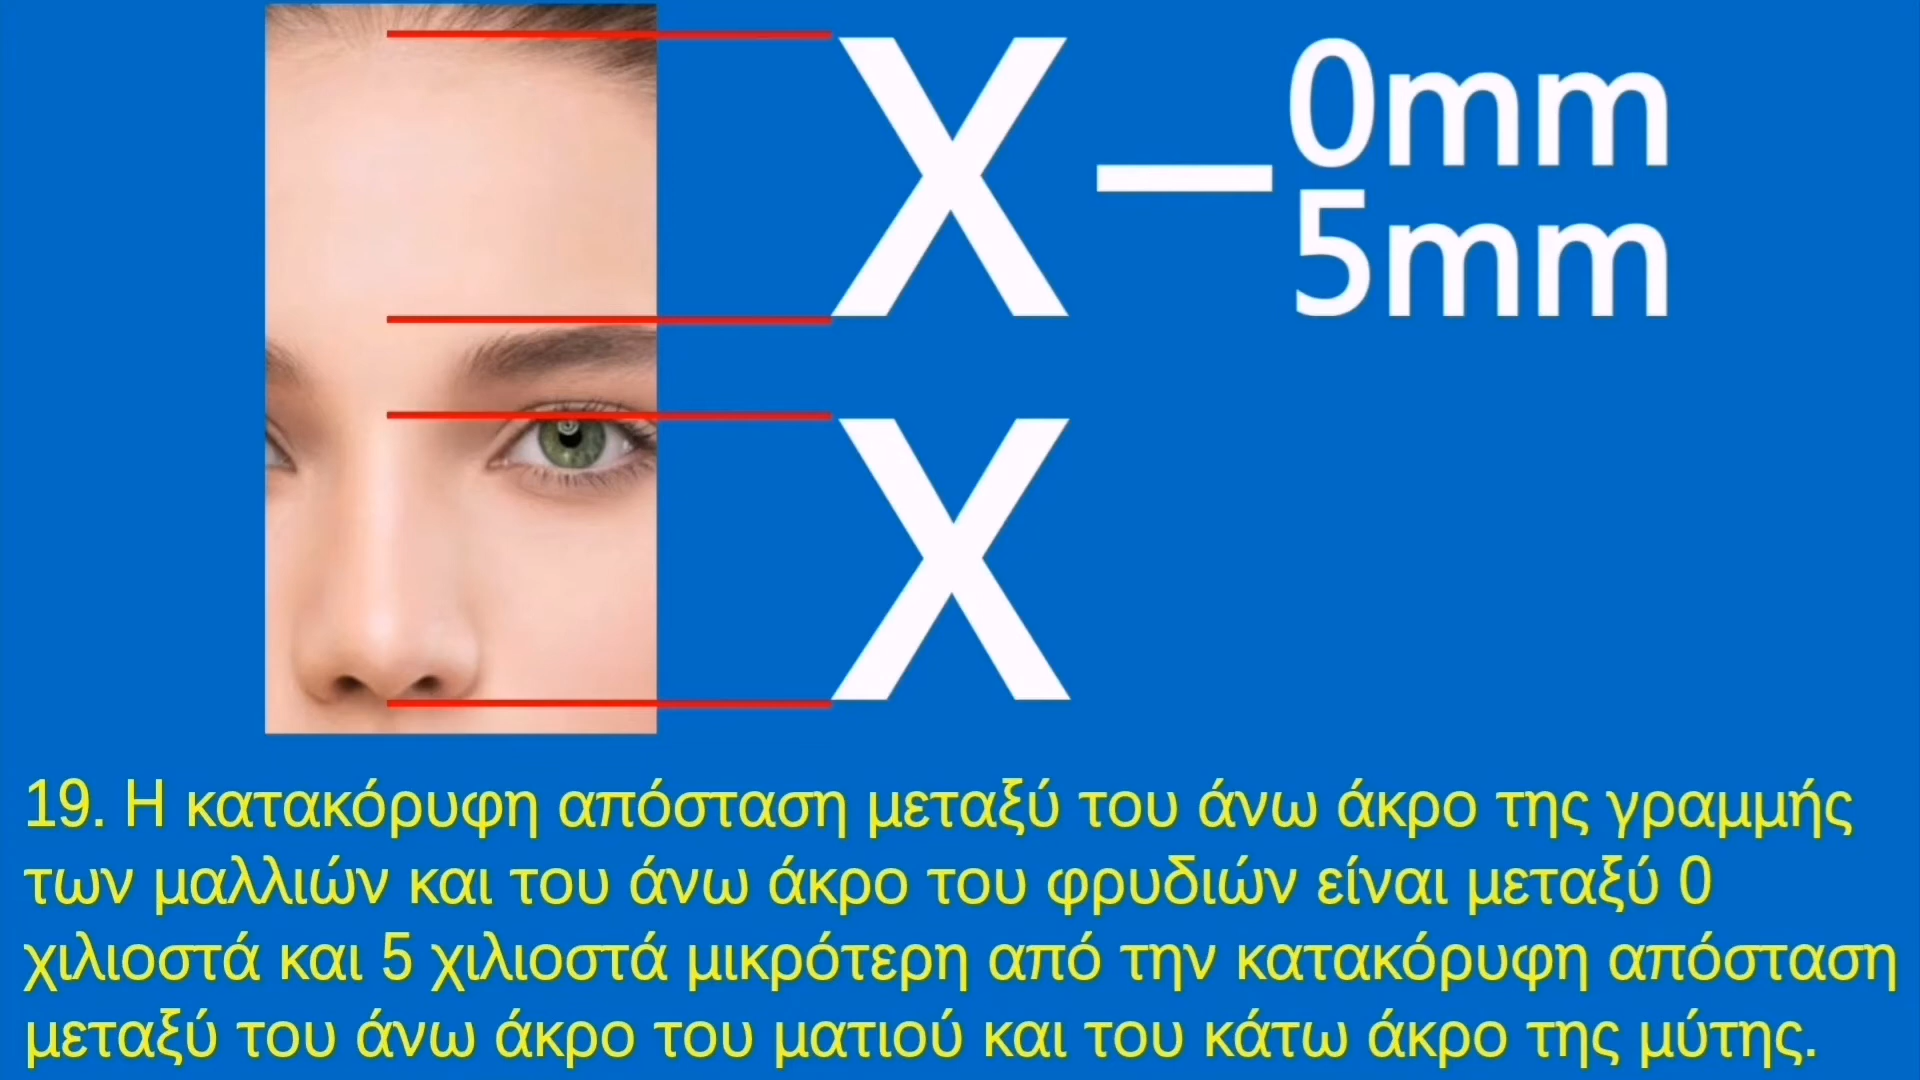 X – 0mm
5mm
X
19. Η κατακόρυφη απόσταση μεταξύ του άνω άκρο της γραμμής
των μαλλιών και του άνω άκρο του φρυδιών είναι μεταξύ 0
χιλιοστά και 5 χιλιοστά μικρότερη από την κατακόρυφη απόσταση
μεταξύ του άνω άκρο του ματιού και του κάτω άκρο της μύτης.